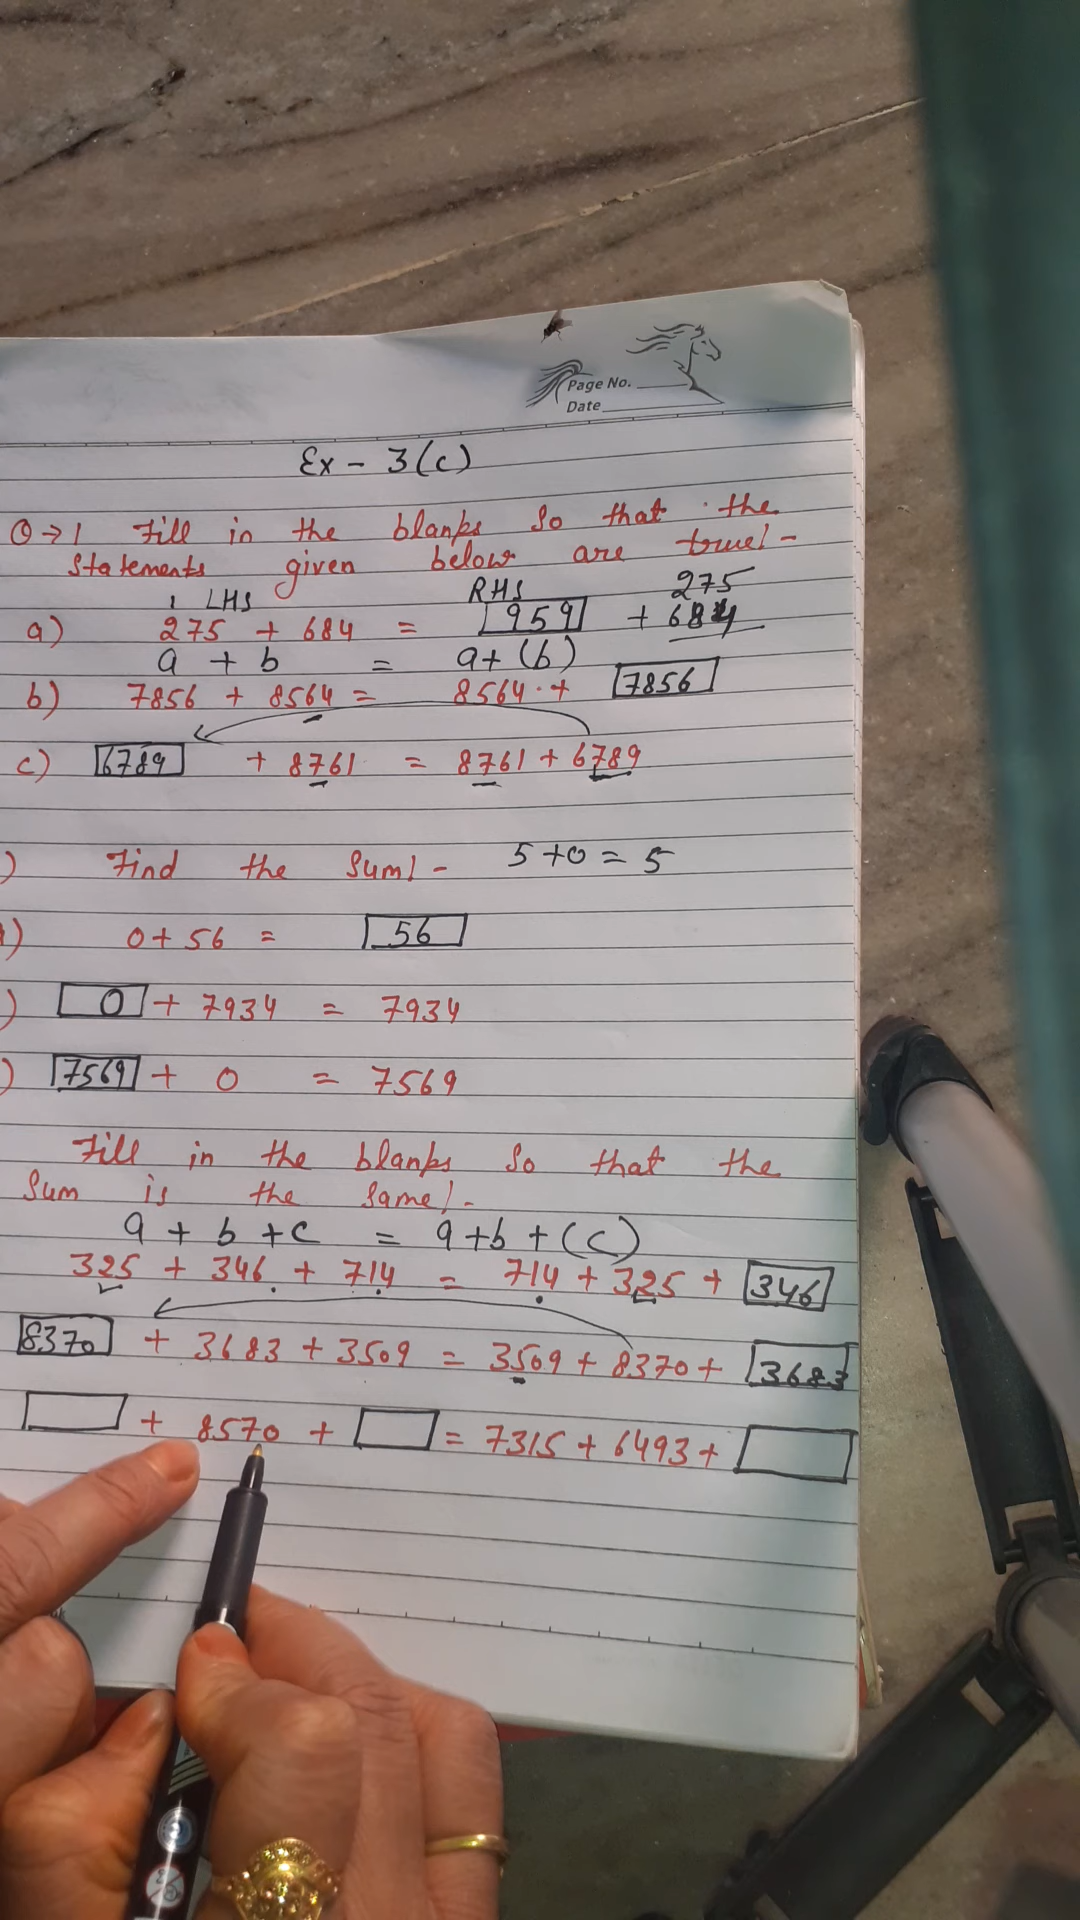 Page No.
Date
Ex - 3(c)
Q→1 Fill in the blanks so that the
statements given below are true!-
LHS RHS 275
a) 275 + 684 = 959 + 684
a + b = a+ (b)
b) 7856 + 8564 = 8564 + 7856
c) 6789 + 8761 = 8761 + 6789
) Find the sum!- 5+0 = 5
) 0+ 56 = 56
) 0 + 7934 = 7934
) 7569 + 0 = 7569
Fill in the blanks so that the
sum is the same!-
a + b + c = a+b+(c)
325 + 346 + 714 = 714 + 325 + 346
8370 + 3683 + 3509 = 3509 + 8370 + 3683
+ 8570 + = 7315 + 6493 +